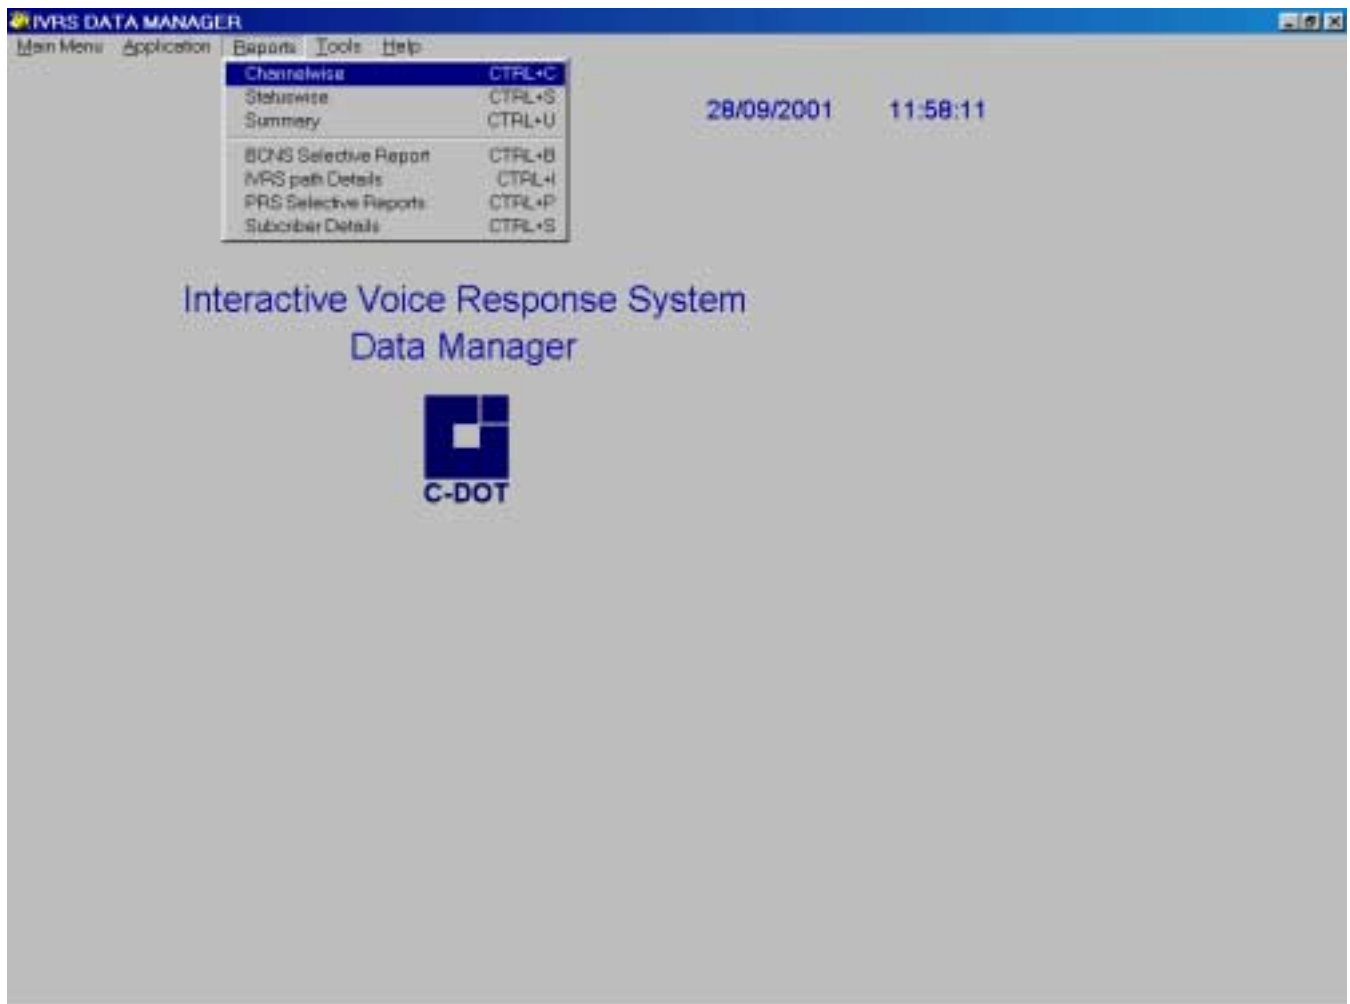 IVRS DATA MANAGER
Main Menu Application Reports Tools Help
Channelwise CTRL+C
Statuswise CTRL+S
Summery CTRL+U
BCNS Selective Report CTRL+B
IVRS path Details CTRL+I
PRS Selective Reports CTRL+P
Subcriber Details CTRL+S
28/09/2001 11:58:11
Interactive Voice Response System
Data Manager
C-DOT